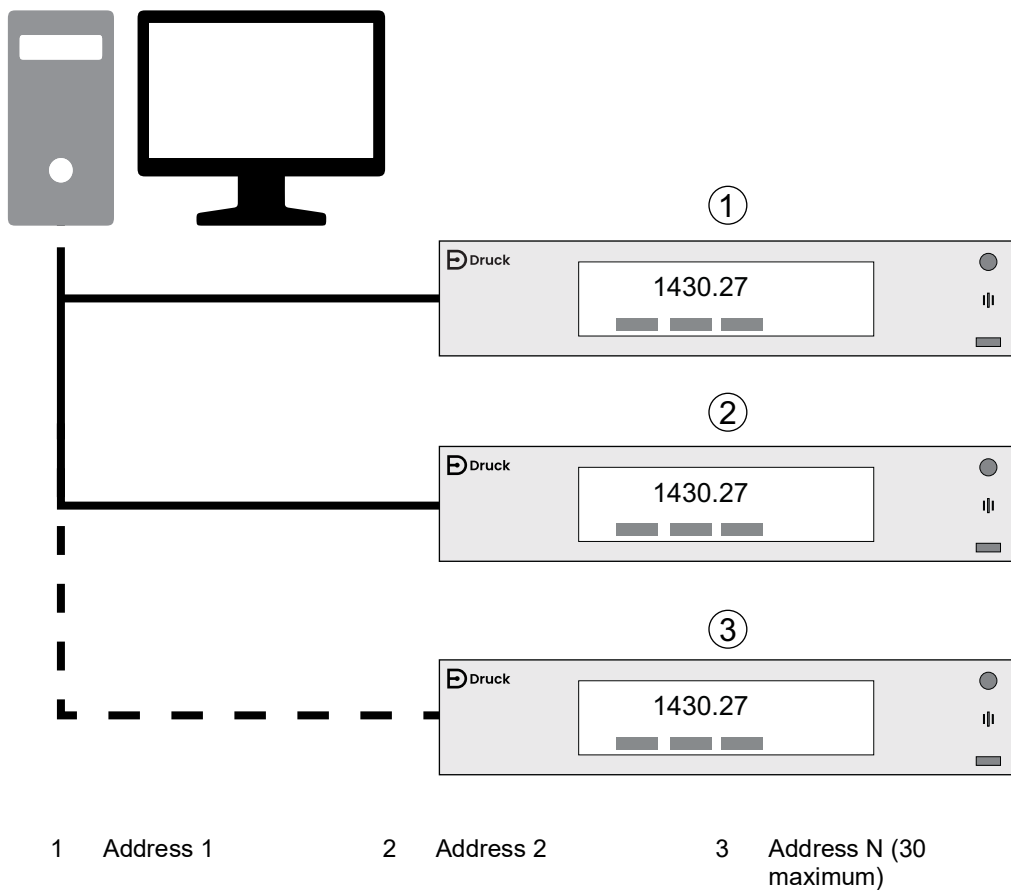 1
Druck
1430.27
2
Druck
1430.27
3
Druck
1430.27
1 Address 1 2 Address 2 3 Address N (30
maximum)